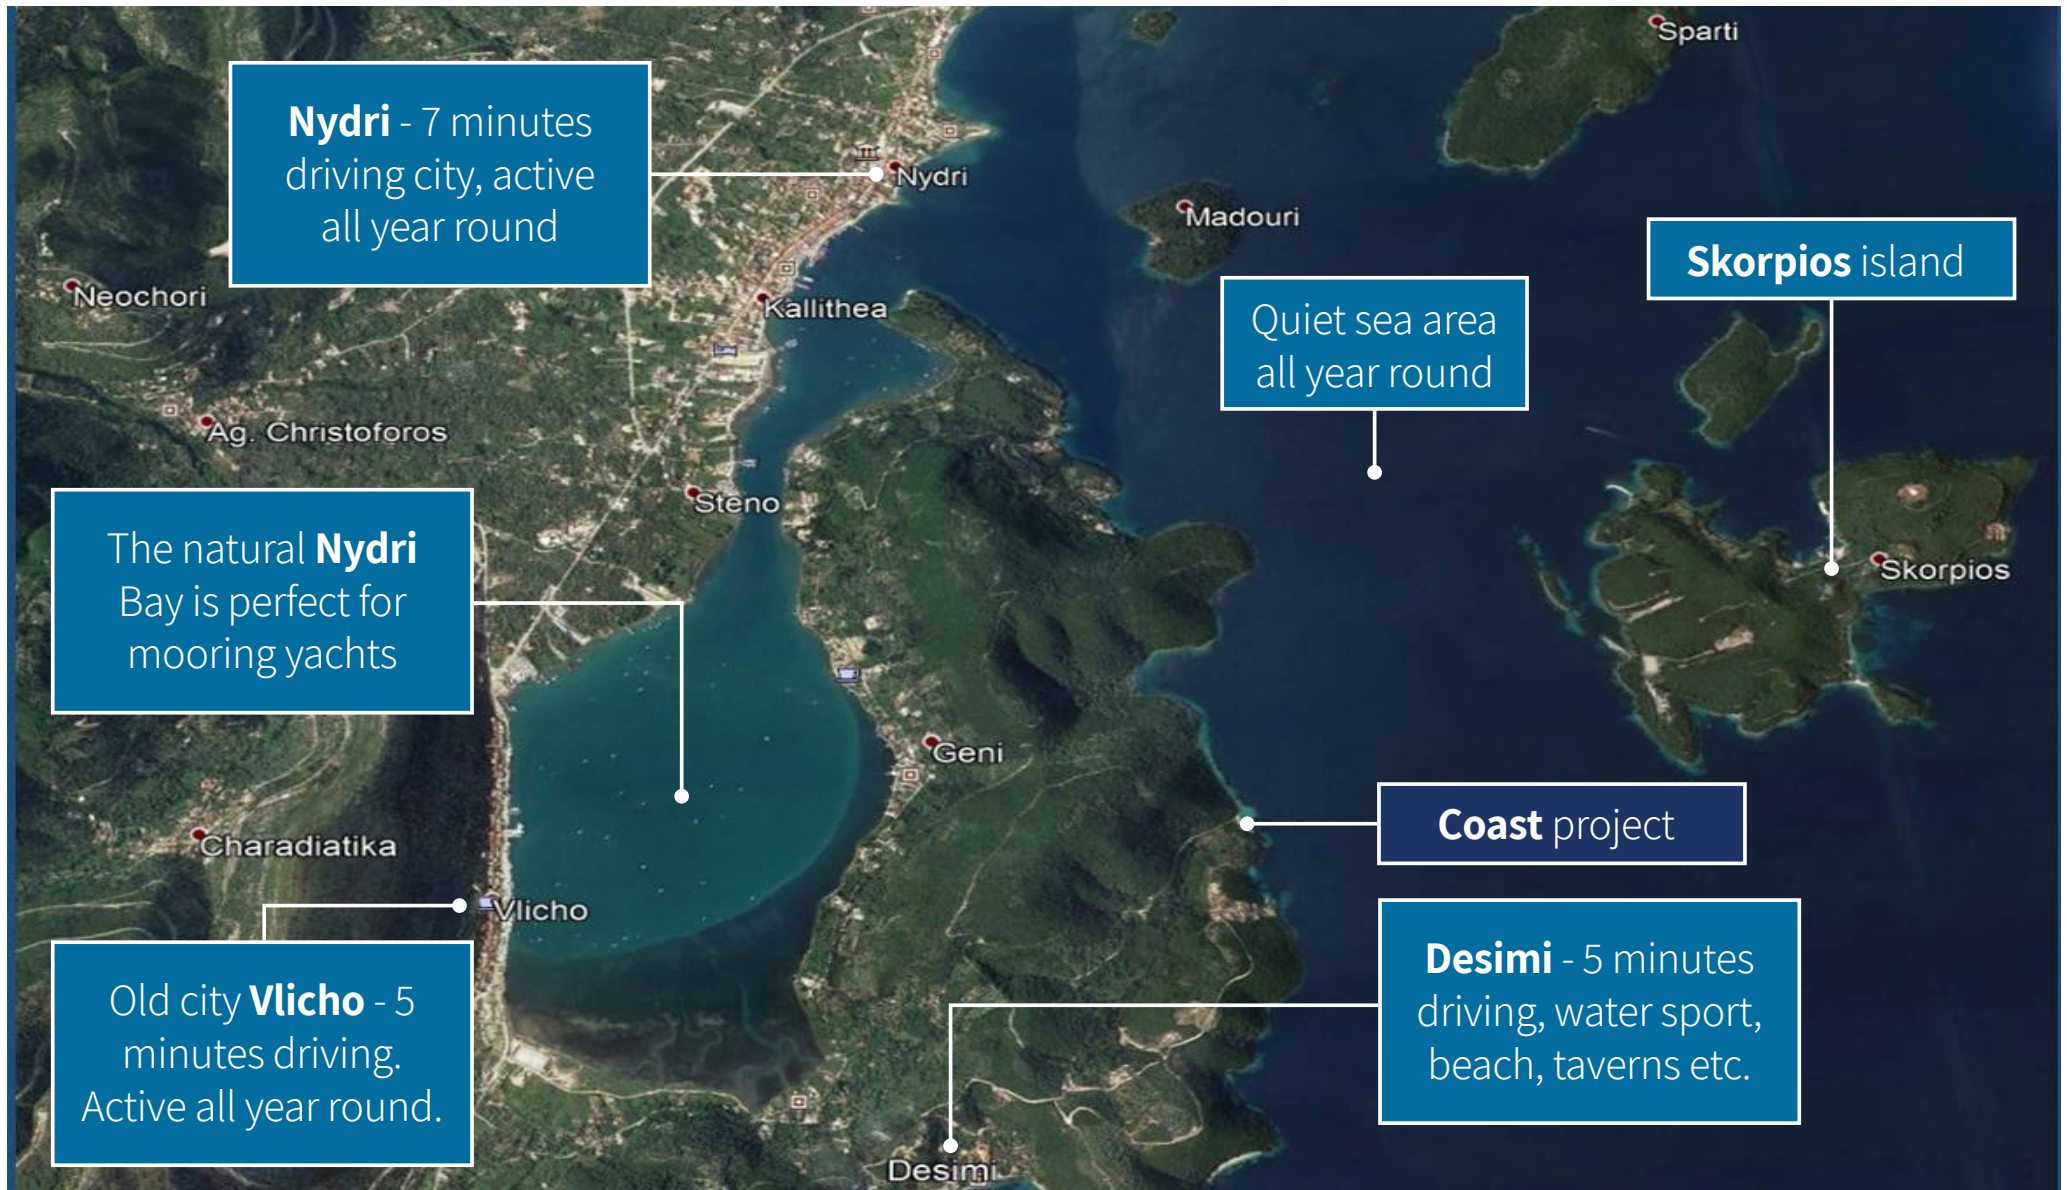 Sparti
Nydri - 7 minutes
driving city, active
all year round
Nydri
Madouri
Skorpios island
Neochori
Kallithea
Quiet sea area
all year round
Ag. Christoforos
Steno
The natural Nydri
Bay is perfect for
mooring yachts
Skorpios
Geni
Coast project
Charadiatika
Vlicho
Desimi - 5 minutes
driving, water sport,
beach, taverns etc.
Old city Vlicho - 5
minutes driving.
Active all year round.
Desimi